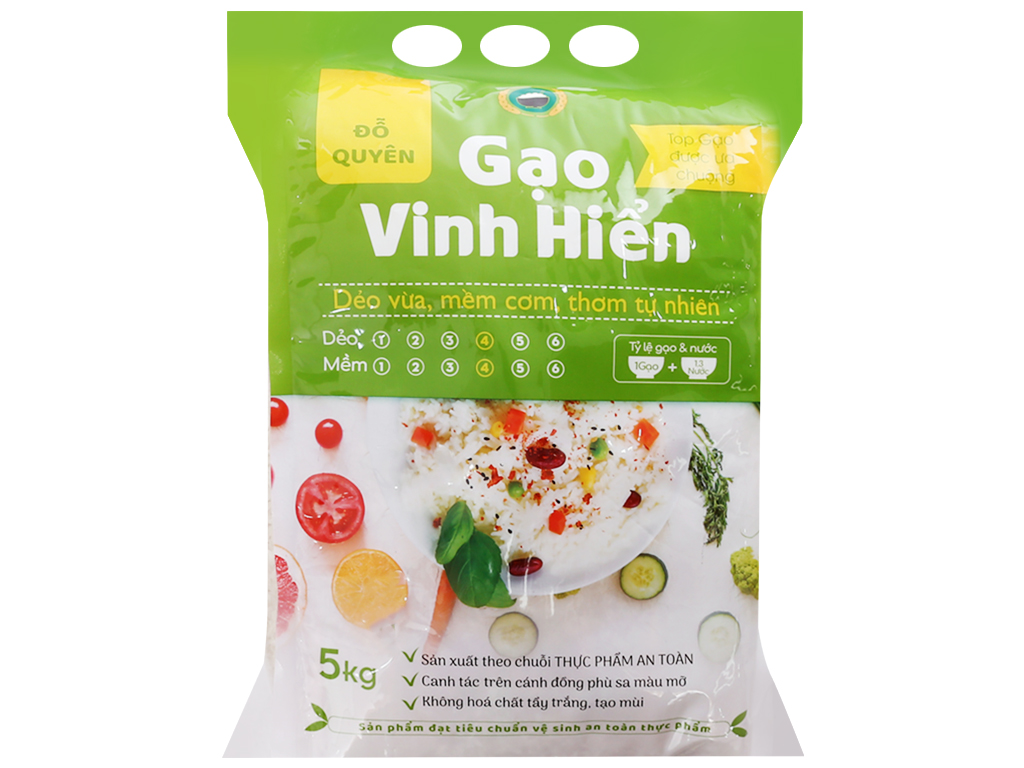 ĐỖ
QUYÊN
Top Gạo
được ưa
chuộng
Gạo
Vinh Hiển
Dẻo vừa, mềm cơm, thơm tự nhiên
Dẻo 1 2 3 4 5 6
Mềm 1 2 3 4 5 6
Tỷ lệ gạo & nước
1Gạo + 1.3 Nước
5kg
Sản xuất theo chuỗi THỰC PHẨM AN TOÀN
Canh tác trên cánh đồng phù sa màu mỡ
Không hoá chất tẩy trắng, tạo mùi
Sản phẩm đạt tiêu chuẩn vệ sinh an toàn thực phẩm